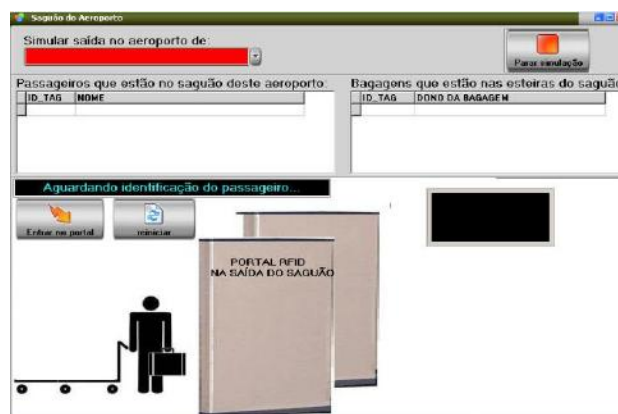 Saguão do Aeroporto
Simular saída no aeroporto de:
Parar simulação
Passageiros que estão no saguão deste aeroporto:
ID_TAG NOME
Bagagens que estão nas esteiras do saguão
ID_TAG DONO DA BAGAGEM
Aguardando identificação do passageiro...
Entrar no portal
reiniciar
PORTAL RFID
NA SAÍDA DO SAGUÃO